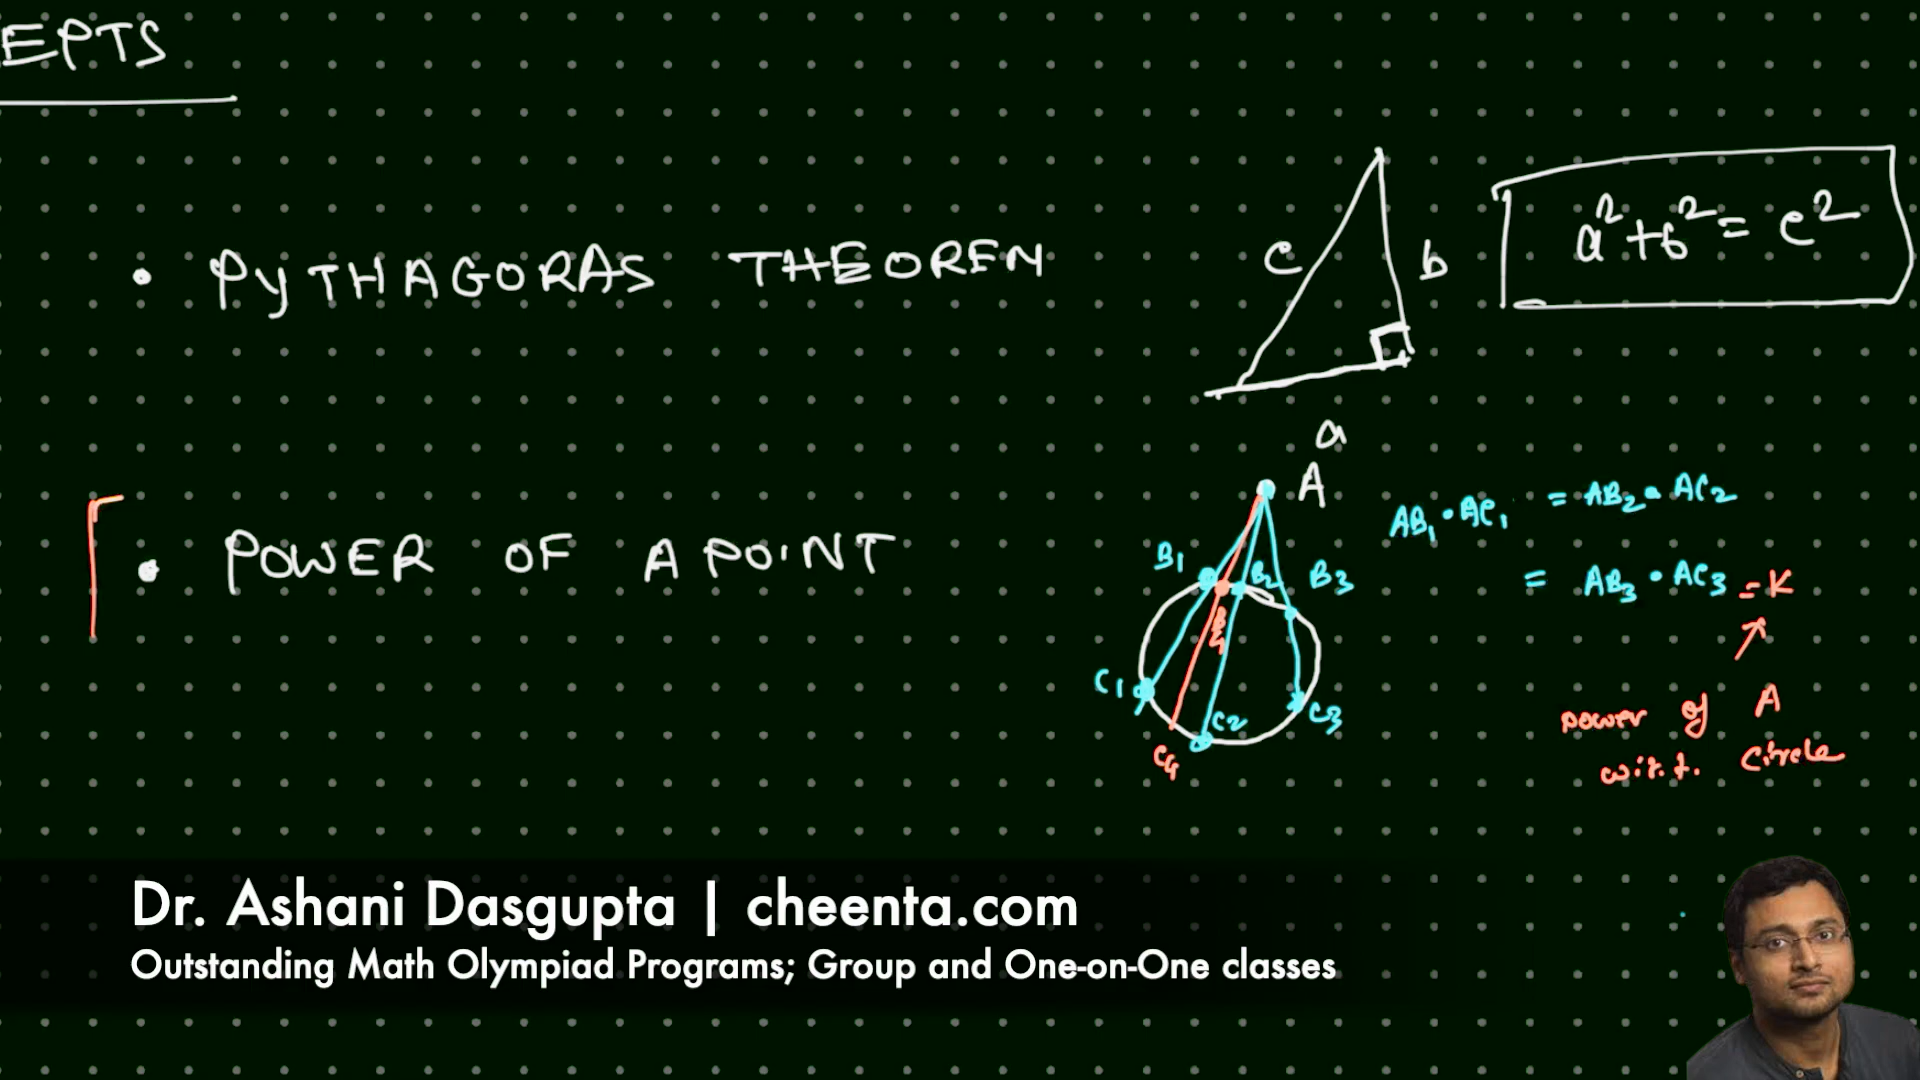 EPTS
• PYTHAGORAS THEOREM
c
b
a
a²+b²= c²
• POWER OF A POINT
A
B1
B2
B3
B4
C1
C2
C3
C4
AB₁•AC₁ = AB₂•AC₂
= AB₃•AC₃ = K
power of A
w.r.t. Circle
Dr. Ashani Dasgupta | cheenta.com
Outstanding Math Olympiad Programs; Group and One-on-One classes